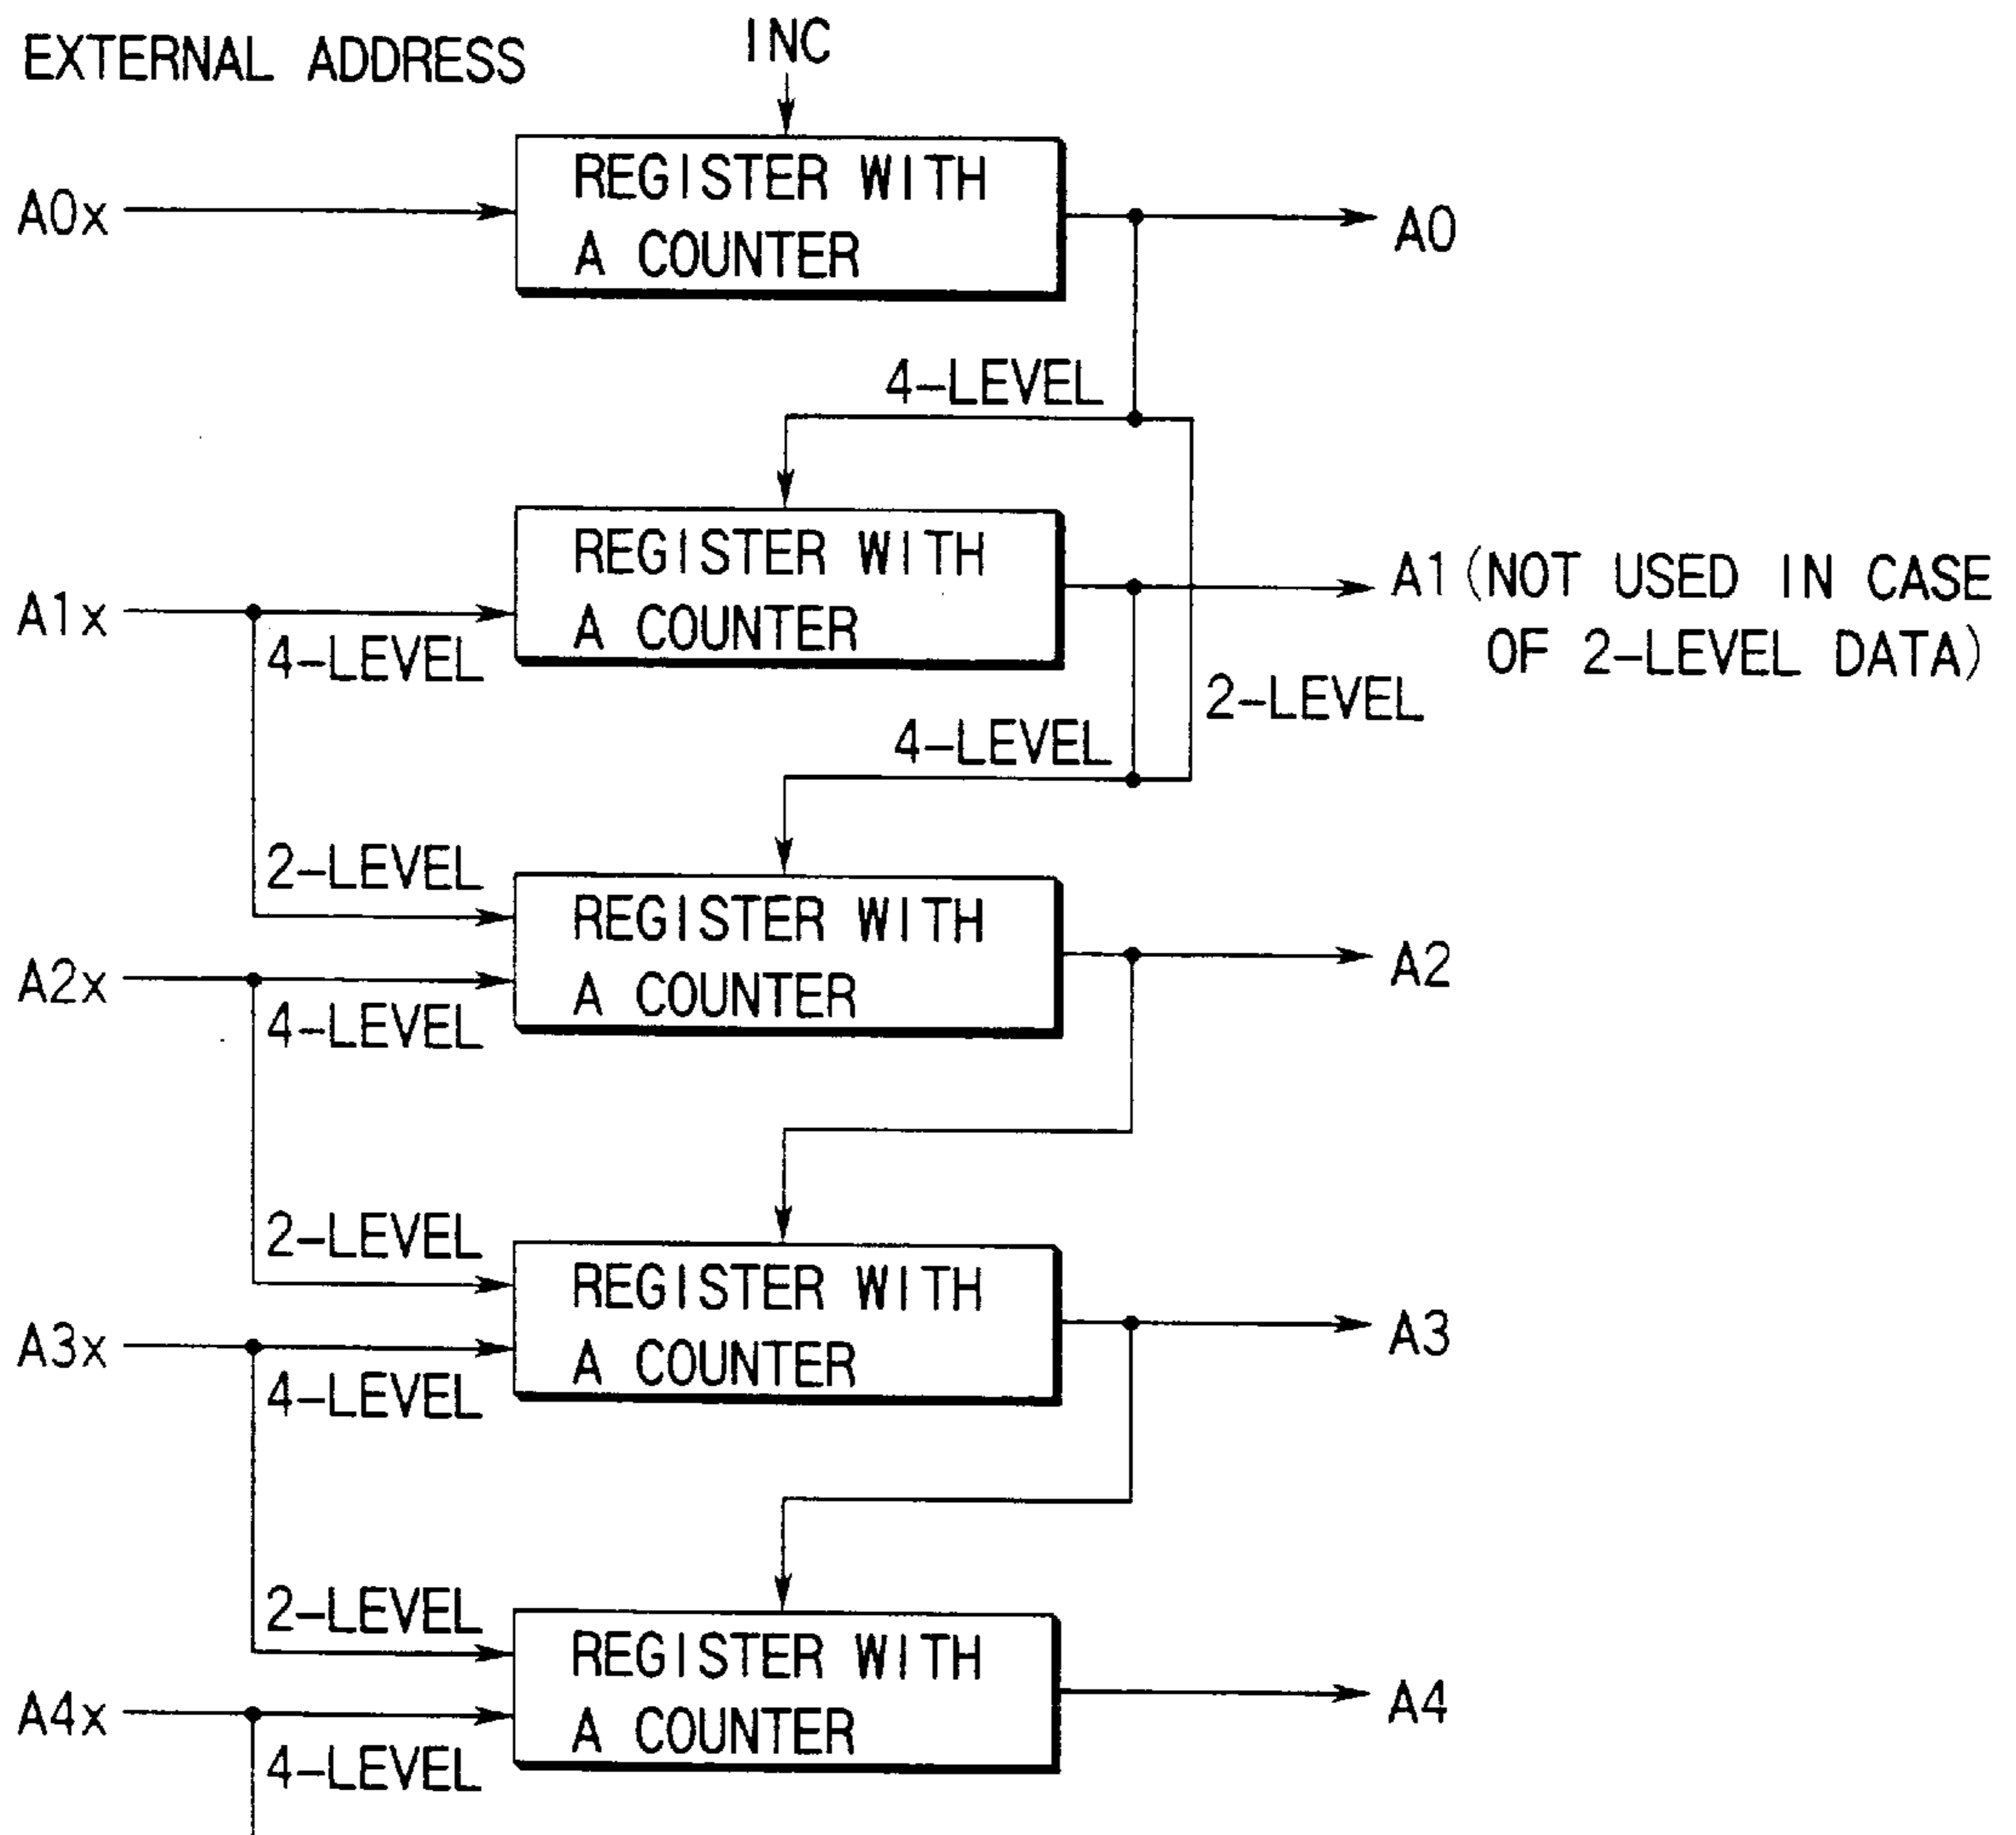 EXTERNAL ADDRESS
INC
A0x
REGISTER WITH
A COUNTER
A0
4-LEVEL
A1x
4-LEVEL
REGISTER WITH
A COUNTER
A1 (NOT USED IN CASE
OF 2-LEVEL DATA)
2-LEVEL
4-LEVEL
2-LEVEL
A2x
4-LEVEL
REGISTER WITH
A COUNTER
A2
2-LEVEL
A3x
4-LEVEL
REGISTER WITH
A COUNTER
A3
2-LEVEL
A4x
4-LEVEL
REGISTER WITH
A COUNTER
A4